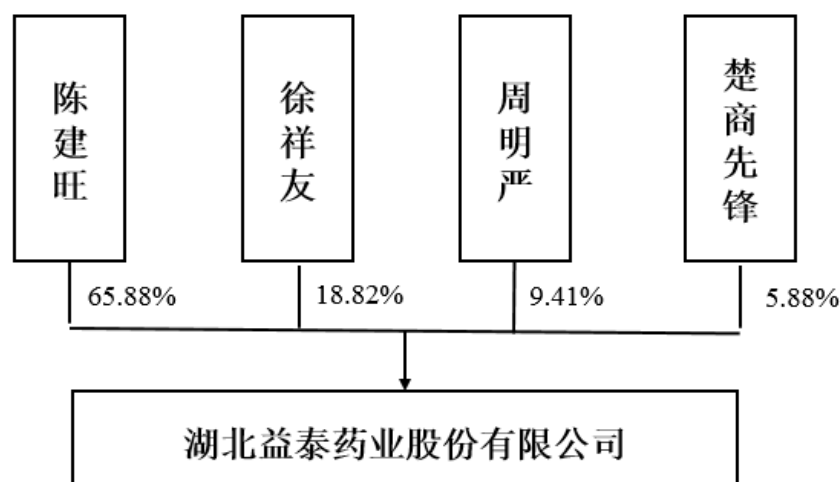 陈建旺
徐祥友
周明严
楚商先锋
65.88%
18.82%
9.41%
5.88%
湖北益泰药业股份有限公司